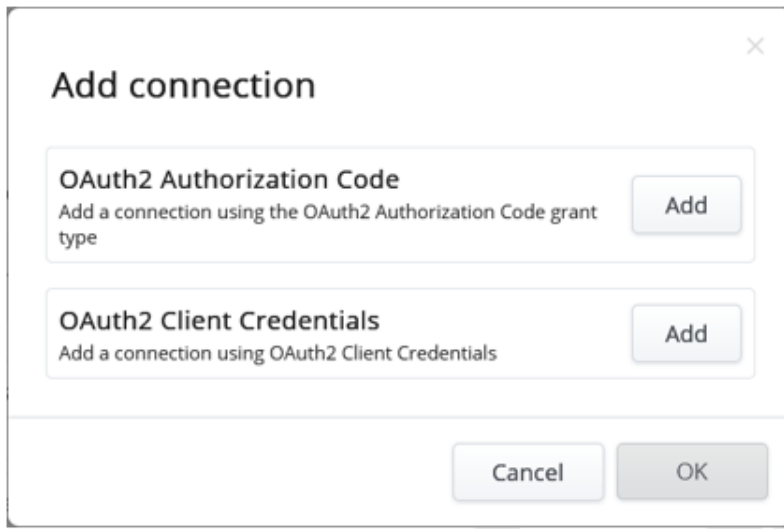 Add connection
OAuth2 Authorization Code
Add a connection using the OAuth2 Authorization Code grant
type
Add
OAuth2 Client Credentials
Add a connection using OAuth2 Client Credentials
Add
Cancel
OK